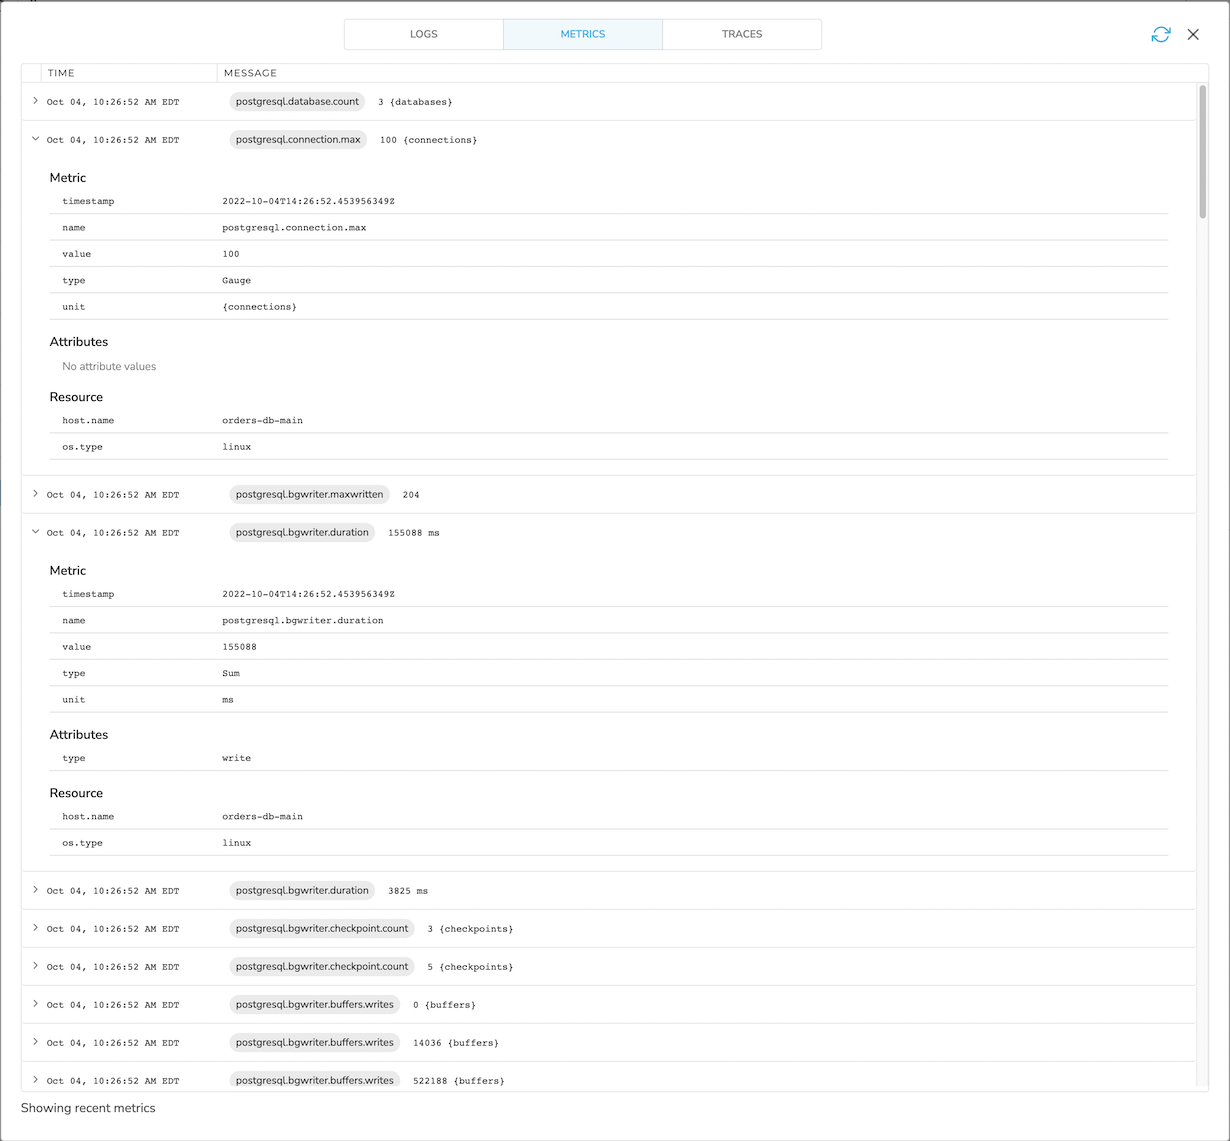 LOGS METRICS TRACES
TIME MESSAGE
Oct 04, 10:26:52 AM EDT postgresql.database.count 3 {databases}
Oct 04, 10:26:52 AM EDT postgresql.connection.max 100 {connections}
Metric
timestamp 2022-10-04T14:26:52.453956349Z
name postgresql.connection.max
value 100
type Gauge
unit {connections}
Attributes
No attribute values
Resource
host.name orders-db-main
os.type linux
Oct 04, 10:26:52 AM EDT postgresql.bgwriter.maxwritten 204
Oct 04, 10:26:52 AM EDT postgresql.bgwriter.duration 155088 ms
Metric
timestamp 2022-10-04T14:26:52.453956349Z
name postgresql.bgwriter.duration
value 155088
type Sum
unit ms
Attributes
type write
Resource
host.name orders-db-main
os.type linux
Oct 04, 10:26:52 AM EDT postgresql.bgwriter.duration 3825 ms
Oct 04, 10:26:52 AM EDT postgresql.bgwriter.checkpoint.count 3 {checkpoints}
Oct 04, 10:26:52 AM EDT postgresql.bgwriter.checkpoint.count 5 {checkpoints}
Oct 04, 10:26:52 AM EDT postgresql.bgwriter.buffers.writes 0 {buffers}
Oct 04, 10:26:52 AM EDT postgresql.bgwriter.buffers.writes 14036 {buffers}
Oct 04, 10:26:52 AM EDT postgresql.bgwriter.buffers.writes 522188 {buffers}
Showing recent metrics